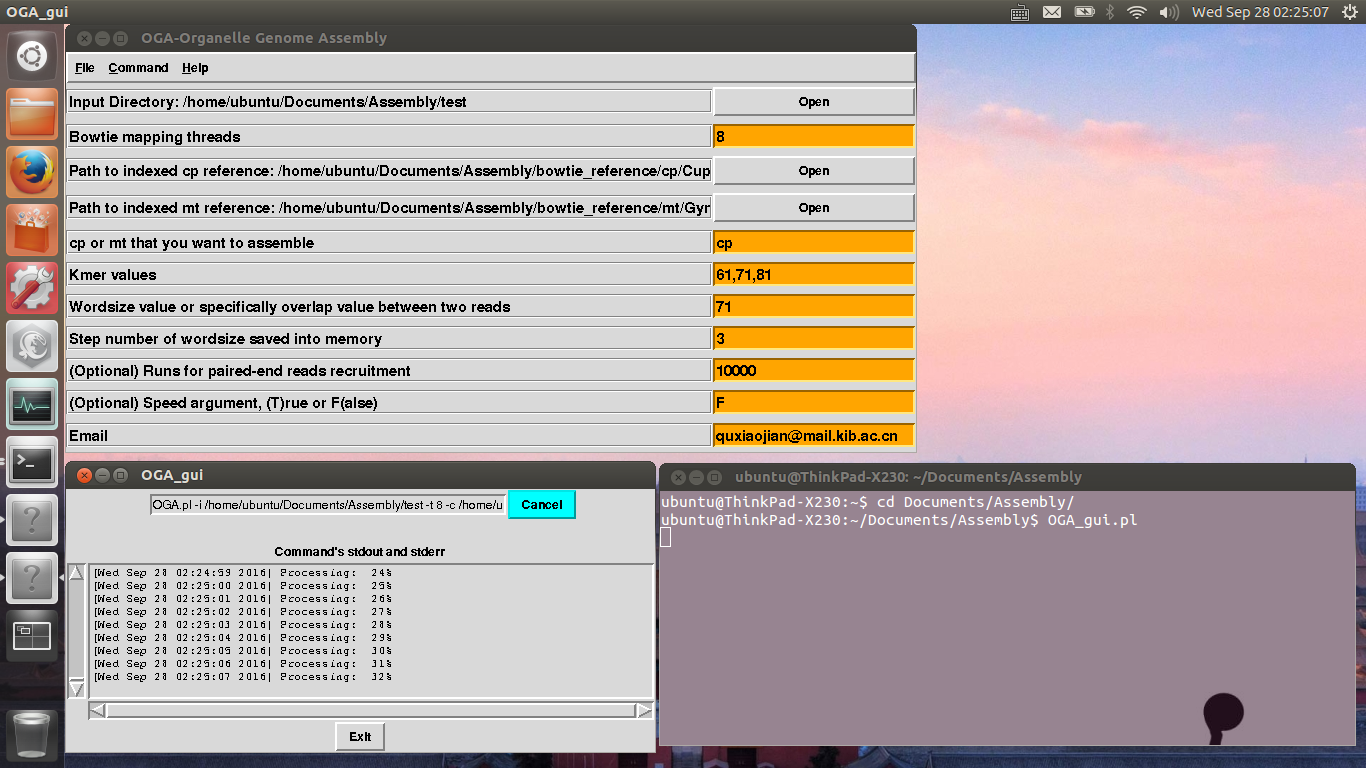 OGA_gui
Wed Sep 28 02:25:07
OGA-Organelle Genome Assembly
File Command Help
Input Directory: /home/ubuntu/Documents/Assembly/test Open
Bowtie mapping threads 8
Path to indexed cp reference: /home/ubuntu/Documents/Assembly/bowtie_reference/cp/Cup Open
Path to indexed mt reference: /home/ubuntu/Documents/Assembly/bowtie_reference/mt/Gyr Open
cp or mt that you want to assemble cp
Kmer values 61,71,81
Wordsize value or specifically overlap value between two reads 71
Step number of wordsize saved into memory 3
(Optional) Runs for paired-end reads recruitment 10000
(Optional) Speed argument, (T)rue or F(alse) F
Email quxiaojian@mail.kib.ac.cn
OGA_gui
OGA.pl -i /home/ubuntu/Documents/Assembly/test -t 8 -c /home/u Cancel
Command's stdout and stderr
[Wed Sep 28 02:24:59 2016| Processing: 24%
[Wed Sep 28 02:25:00 2016| Processing: 25%
[Wed Sep 28 02:25:01 2016| Processing: 26%
[Wed Sep 28 02:25:02 2016| Processing: 27%
[Wed Sep 28 02:25:03 2016| Processing: 28%
[Wed Sep 28 02:25:04 2016| Processing: 29%
[Wed Sep 28 02:25:05 2016| Processing: 30%
[Wed Sep 28 02:25:06 2016| Processing: 31%
[Wed Sep 28 02:25:07 2016| Processing: 32%
Exit
ubuntu@ThinkPad-X230: ~/Documents/Assembly
ubuntu@ThinkPad-X230:~$ cd Documents/Assembly/
ubuntu@ThinkPad-X230:~/Documents/Assembly$ OGA_gui.pl